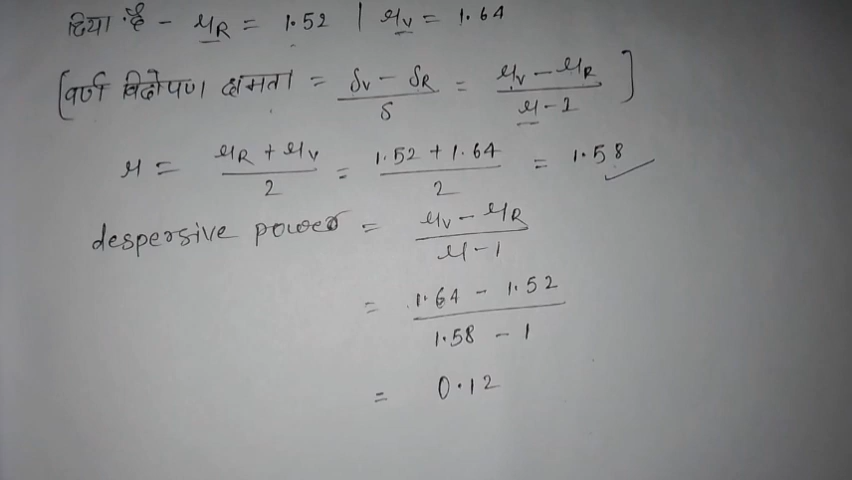 दिया है - μR = 1.52 | μv = 1.64
[वर्ण विक्षेपण क्षमता = δv - δR / δ = μv - μR / μ - 1]
μ = μR + μv / 2 = 1.52 + 1.64 / 2 = 1.58 ✓
despersive power = μv - μR / μ - 1
= 1.64 - 1.52 / 1.58 - 1
= 0.12